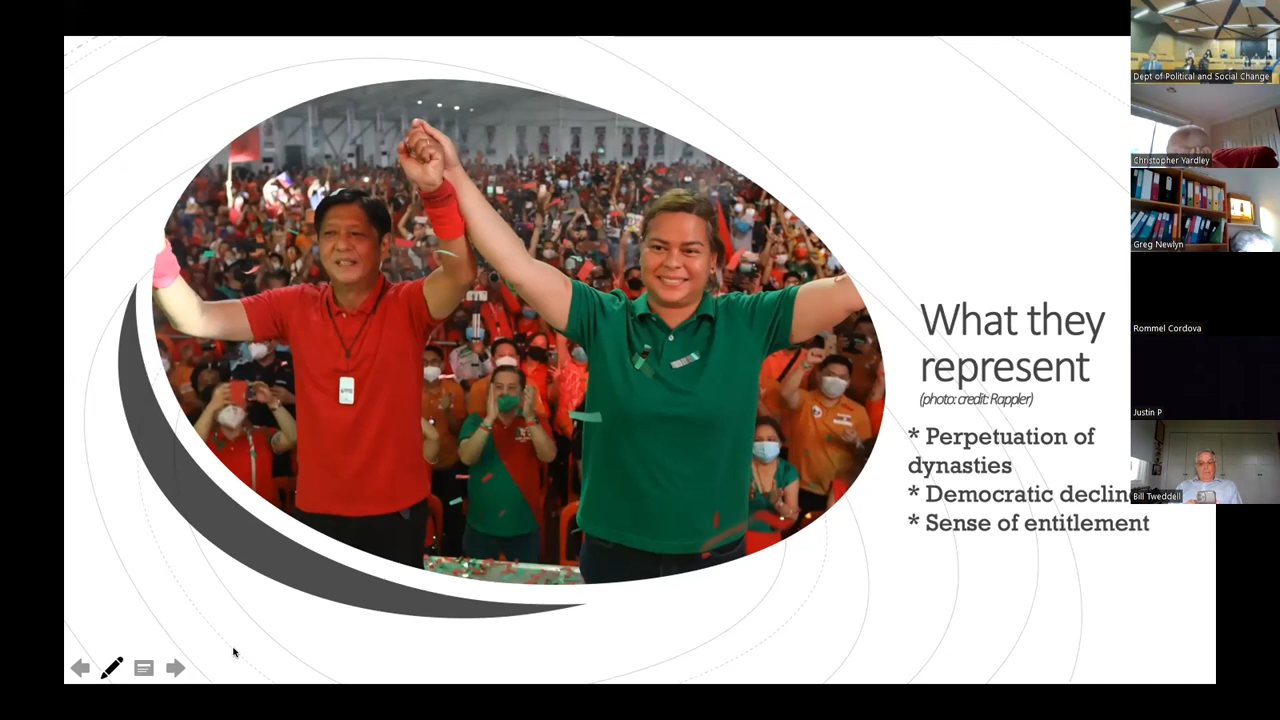 What they
represent
(photo: credit: Rappler)
* Perpetuation of
dynasties
* Democratic decline
* Sense of entitlement
Dept of Political and Social Change
Christopher Yardley
Greg Newlyn
Rommel Cordova
Justin P
Bill Tweddell